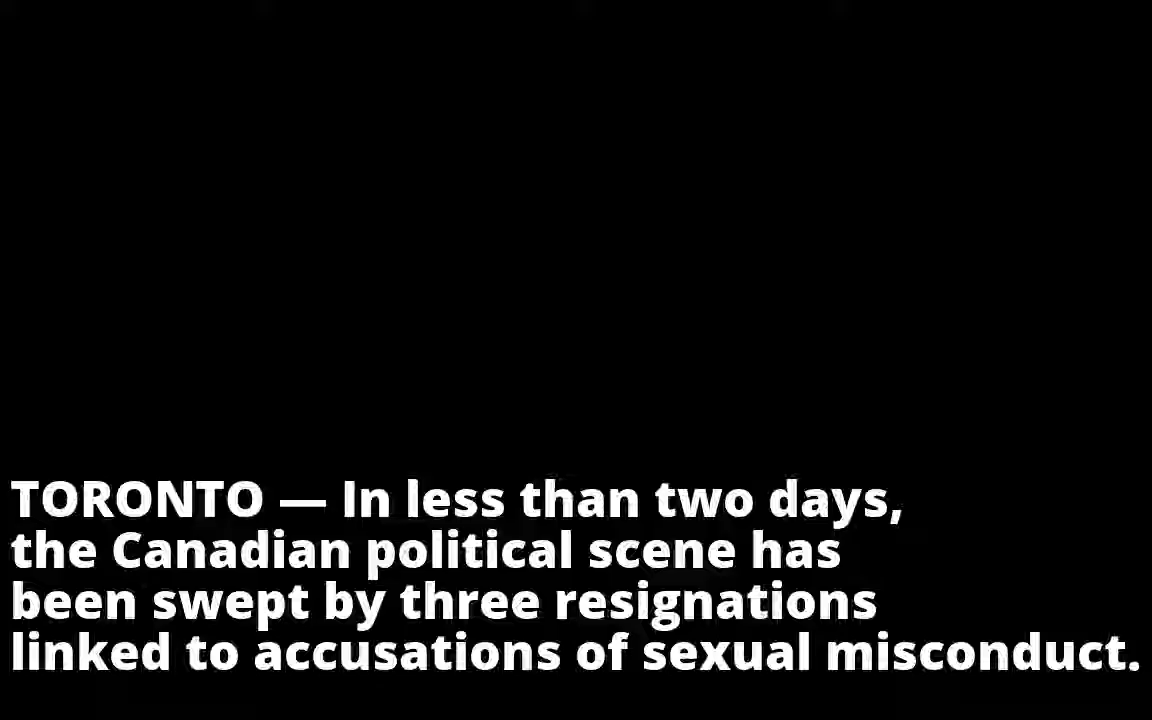 TORONTO — In less than two days,
the Canadian political scene has
been swept by three resignations
linked to accusations of sexual misconduct.